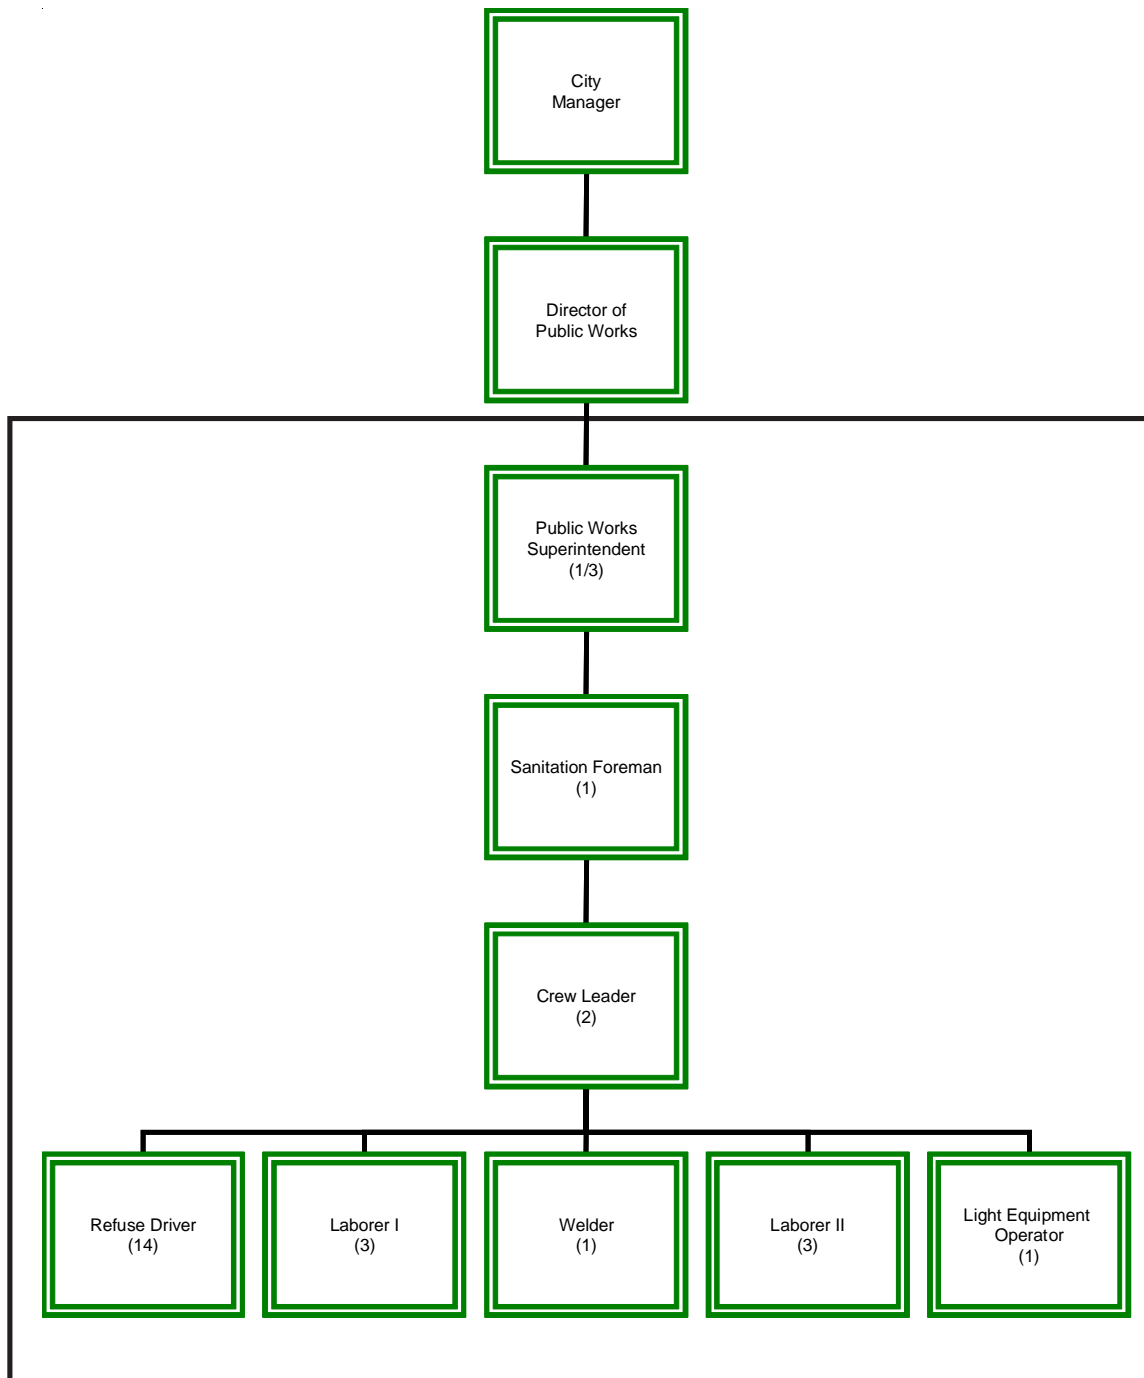 City
Manager
Director of
Public Works
Public Works
Superintendent
(1/3)
Sanitation Foreman
(1)
Crew Leader
(2)
Refuse Driver
(14)
Laborer I
(3)
Welder
(1)
Laborer II
(3)
Light Equipment
Operator
(1)